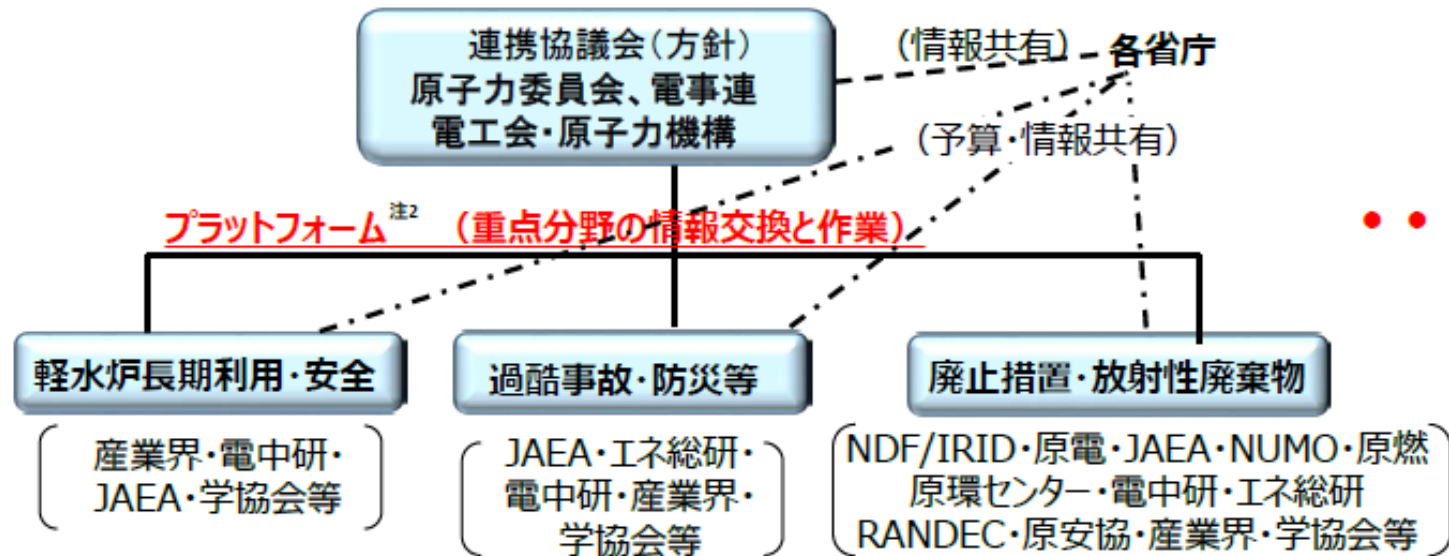 連携協議会(方針)
原子力委員会、電事連
電工会・原子力機構
(情報共有)
各省庁
(予算・情報共有)
プラットフォーム注2 (重点分野の情報交換と作業)
・・
軽水炉長期利用・安全
過酷事故・防災等
廃止措置・放射性廃棄物
産業界・電中研・
JAEA・学協会等
JAEA・エネ総研・
電中研・産業界・
学協会等
NDF/IRID・原電・JAEA・NUMO・原燃
原環センター・電中研・エネ総研
RANDEC・原安協・産業界・学協会等